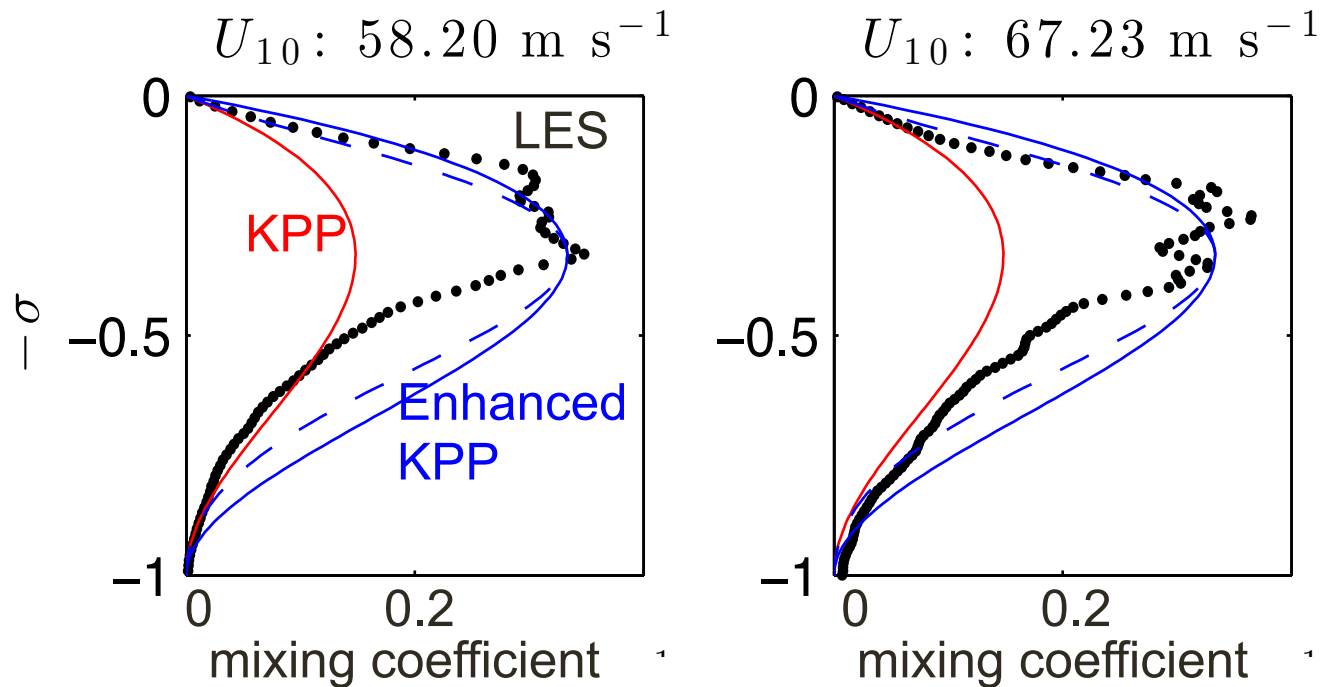 U₁₀: 58.20 m s⁻¹
U₁₀: 67.23 m s⁻¹
0
LES
KPP
−0.5
Enhanced
KPP
−1
0
0.2
mixing coefficient
−σ
0
−0.5
−1
0
0.2
mixing coefficient